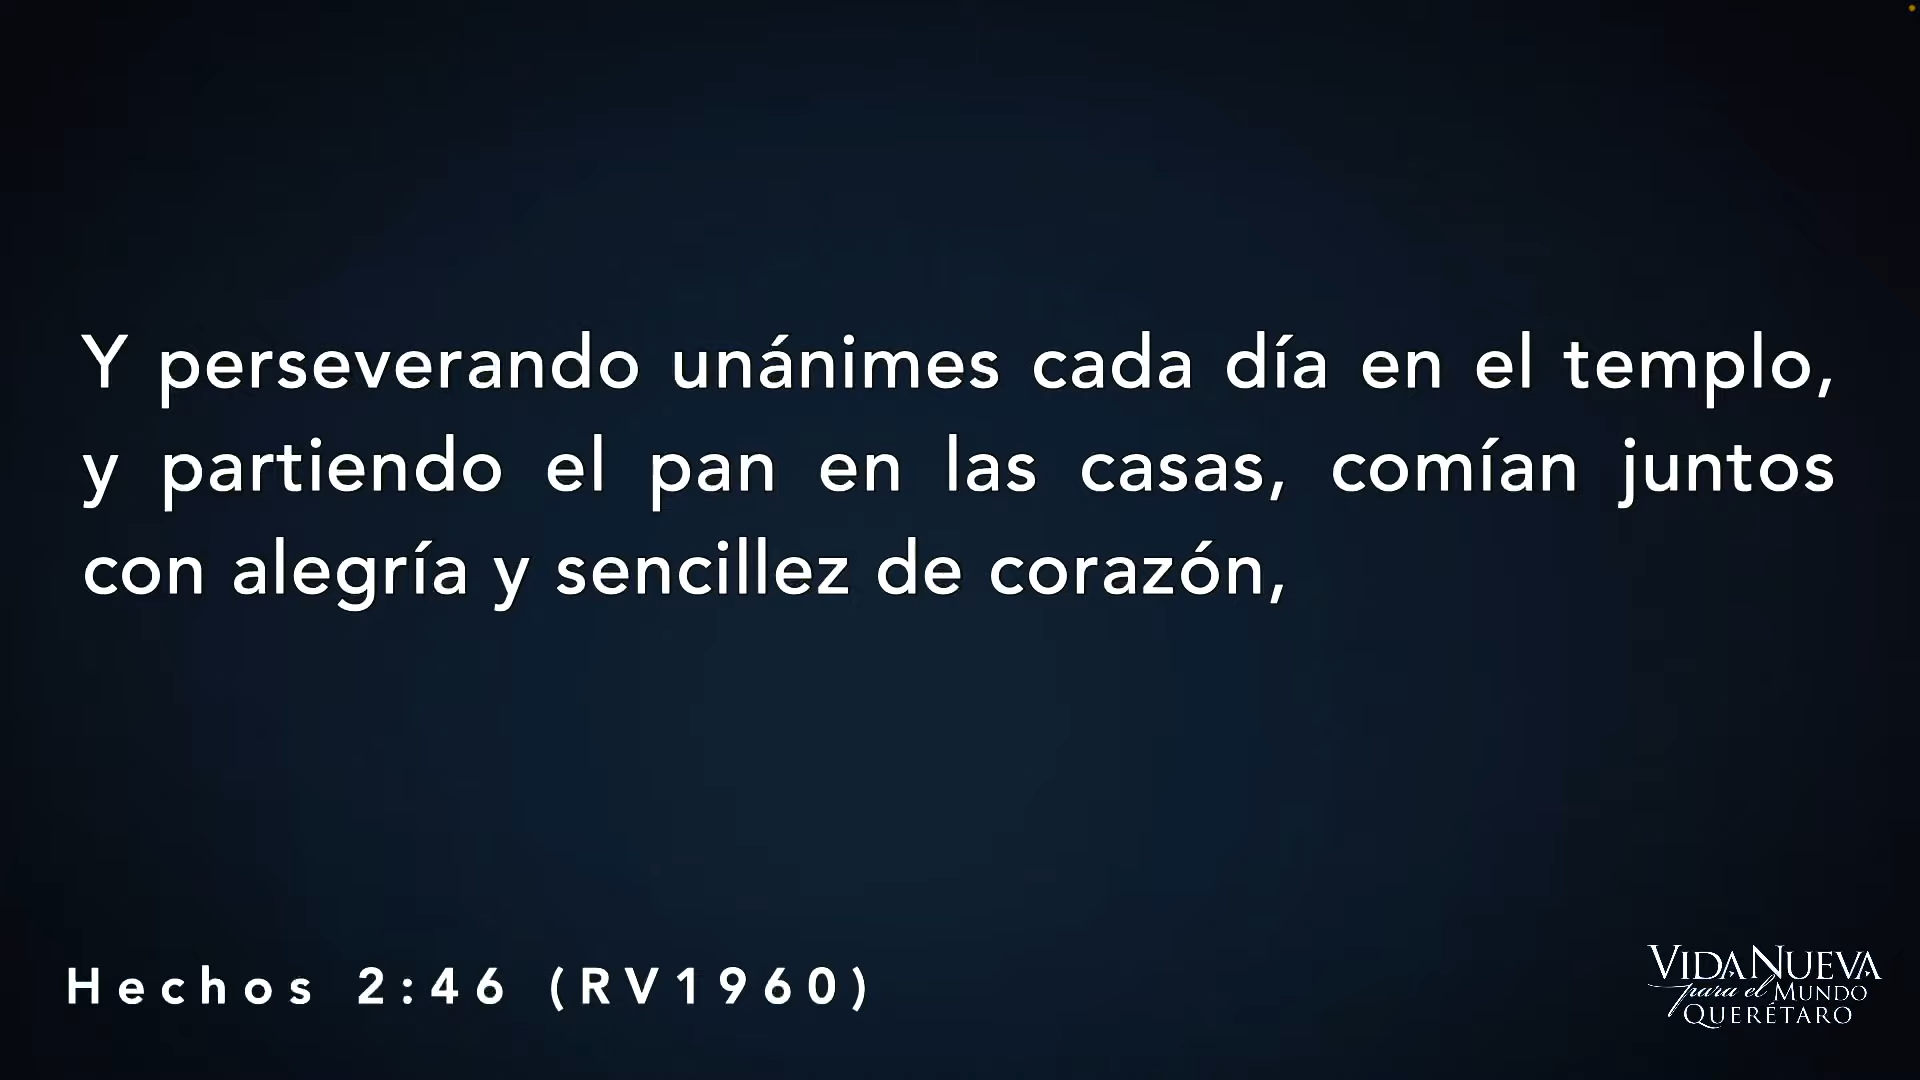 Y perseverando unánimes cada día en el templo,
y partiendo el pan en las casas, comían juntos
con alegría y sencillez de corazón,
Hechos 2:46 (RV1960)
VIDA NUEVA
para el MUNDO
QUERÉTARO